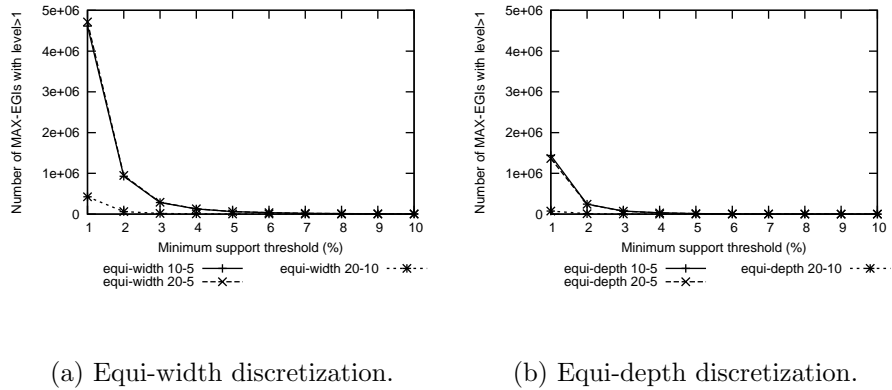 Number of MAX-EGIs with level>1
5e+06
4e+06
3e+06
2e+06
1e+06
0
1 2 3 4 5 6 7 8 9 10
Minimum support threshold (%)
equi-width 10-5
equi-width 20-5
equi-width 20-10
(a) Equi-width discretization.
Number of MAX-EGIs with level>1
5e+06
4e+06
3e+06
2e+06
1e+06
0
1 2 3 4 5 6 7 8 9 10
Minimum support threshold (%)
equi-depth 10-5
equi-depth 20-5
equi-depth 20-10
(b) Equi-depth discretization.